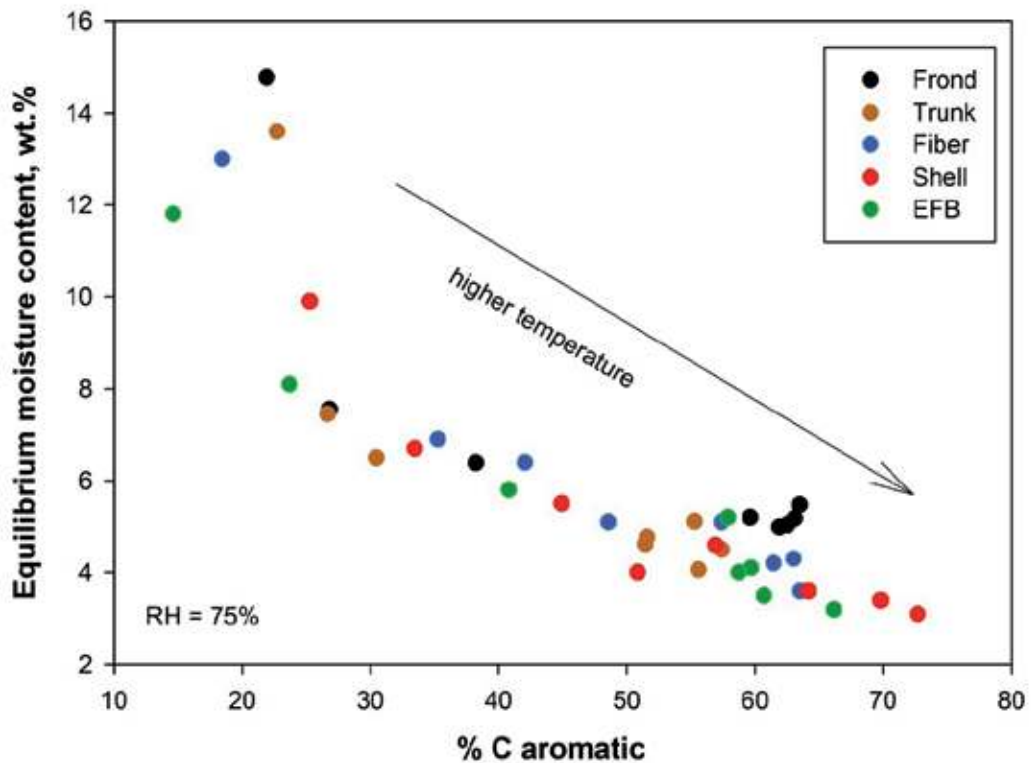 16
14
12
10
8
6
4
2
Equilibrium moisture content, wt.%
Frond
Trunk
Fiber
Shell
EFB
higher temperature
RH = 75%
10 20 30 40 50 60 70 80
% C aromatic